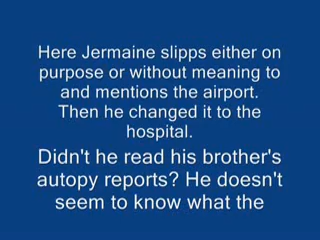 Here Jermaine slipps either on
purpose or without meaning to
and mentions the airport.
Then he changed it to the
hospital.
Didn't he read his brother's
autopy reports? He doesn't
seem to know what the